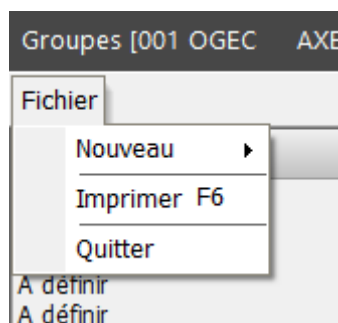 Groupes [001 OGEC AXE
Fichier
Nouveau
Imprimer F6
Quitter
A définir
A définir